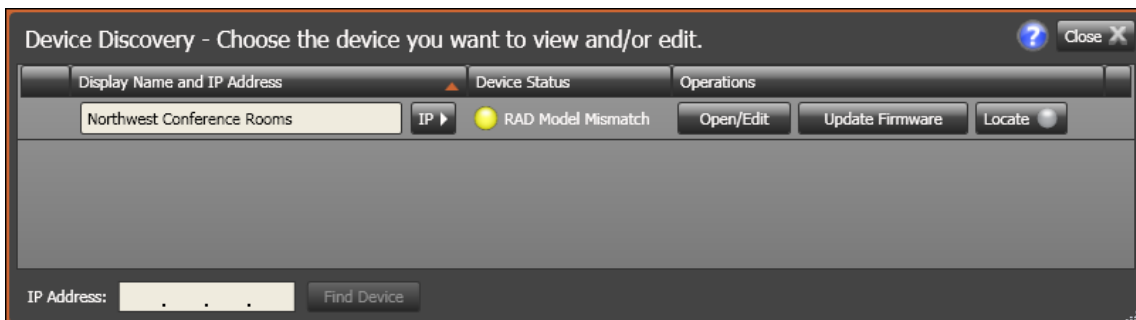 Device Discovery - Choose the device you want to view and/or edit.
? Close X
Display Name and IP Address Device Status Operations
Northwest Conference Rooms IP RAD Model Mismatch Open/Edit Update Firmware Locate
IP Address: . . . Find Device